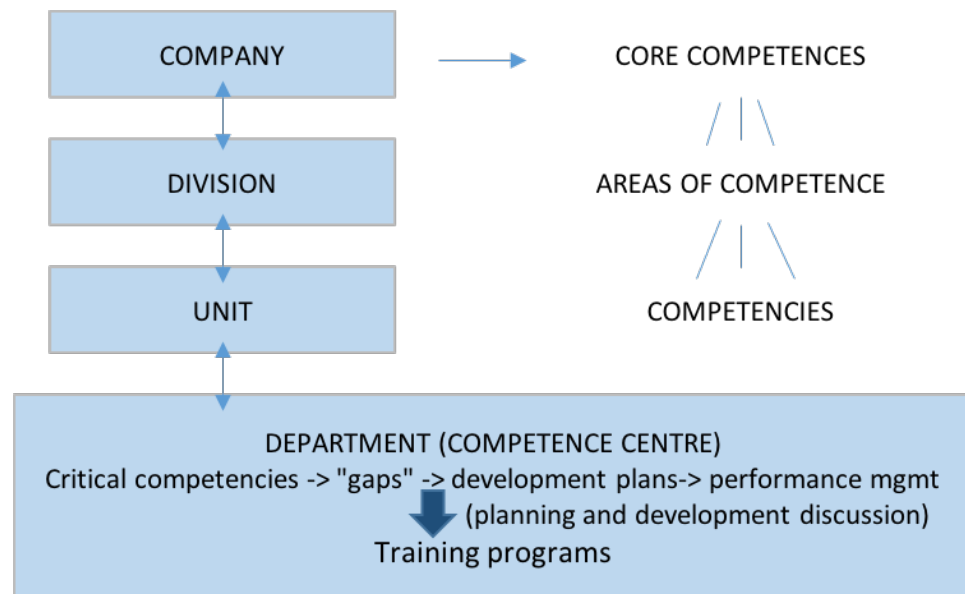 COMPANY
CORE COMPETENCES
DIVISION
AREAS OF COMPETENCE
UNIT
COMPETENCIES
DEPARTMENT (COMPETENCE CENTRE)
Critical competencies -> "gaps" -> development plans-> performance mgmt
(planning and development discussion)
Training programs